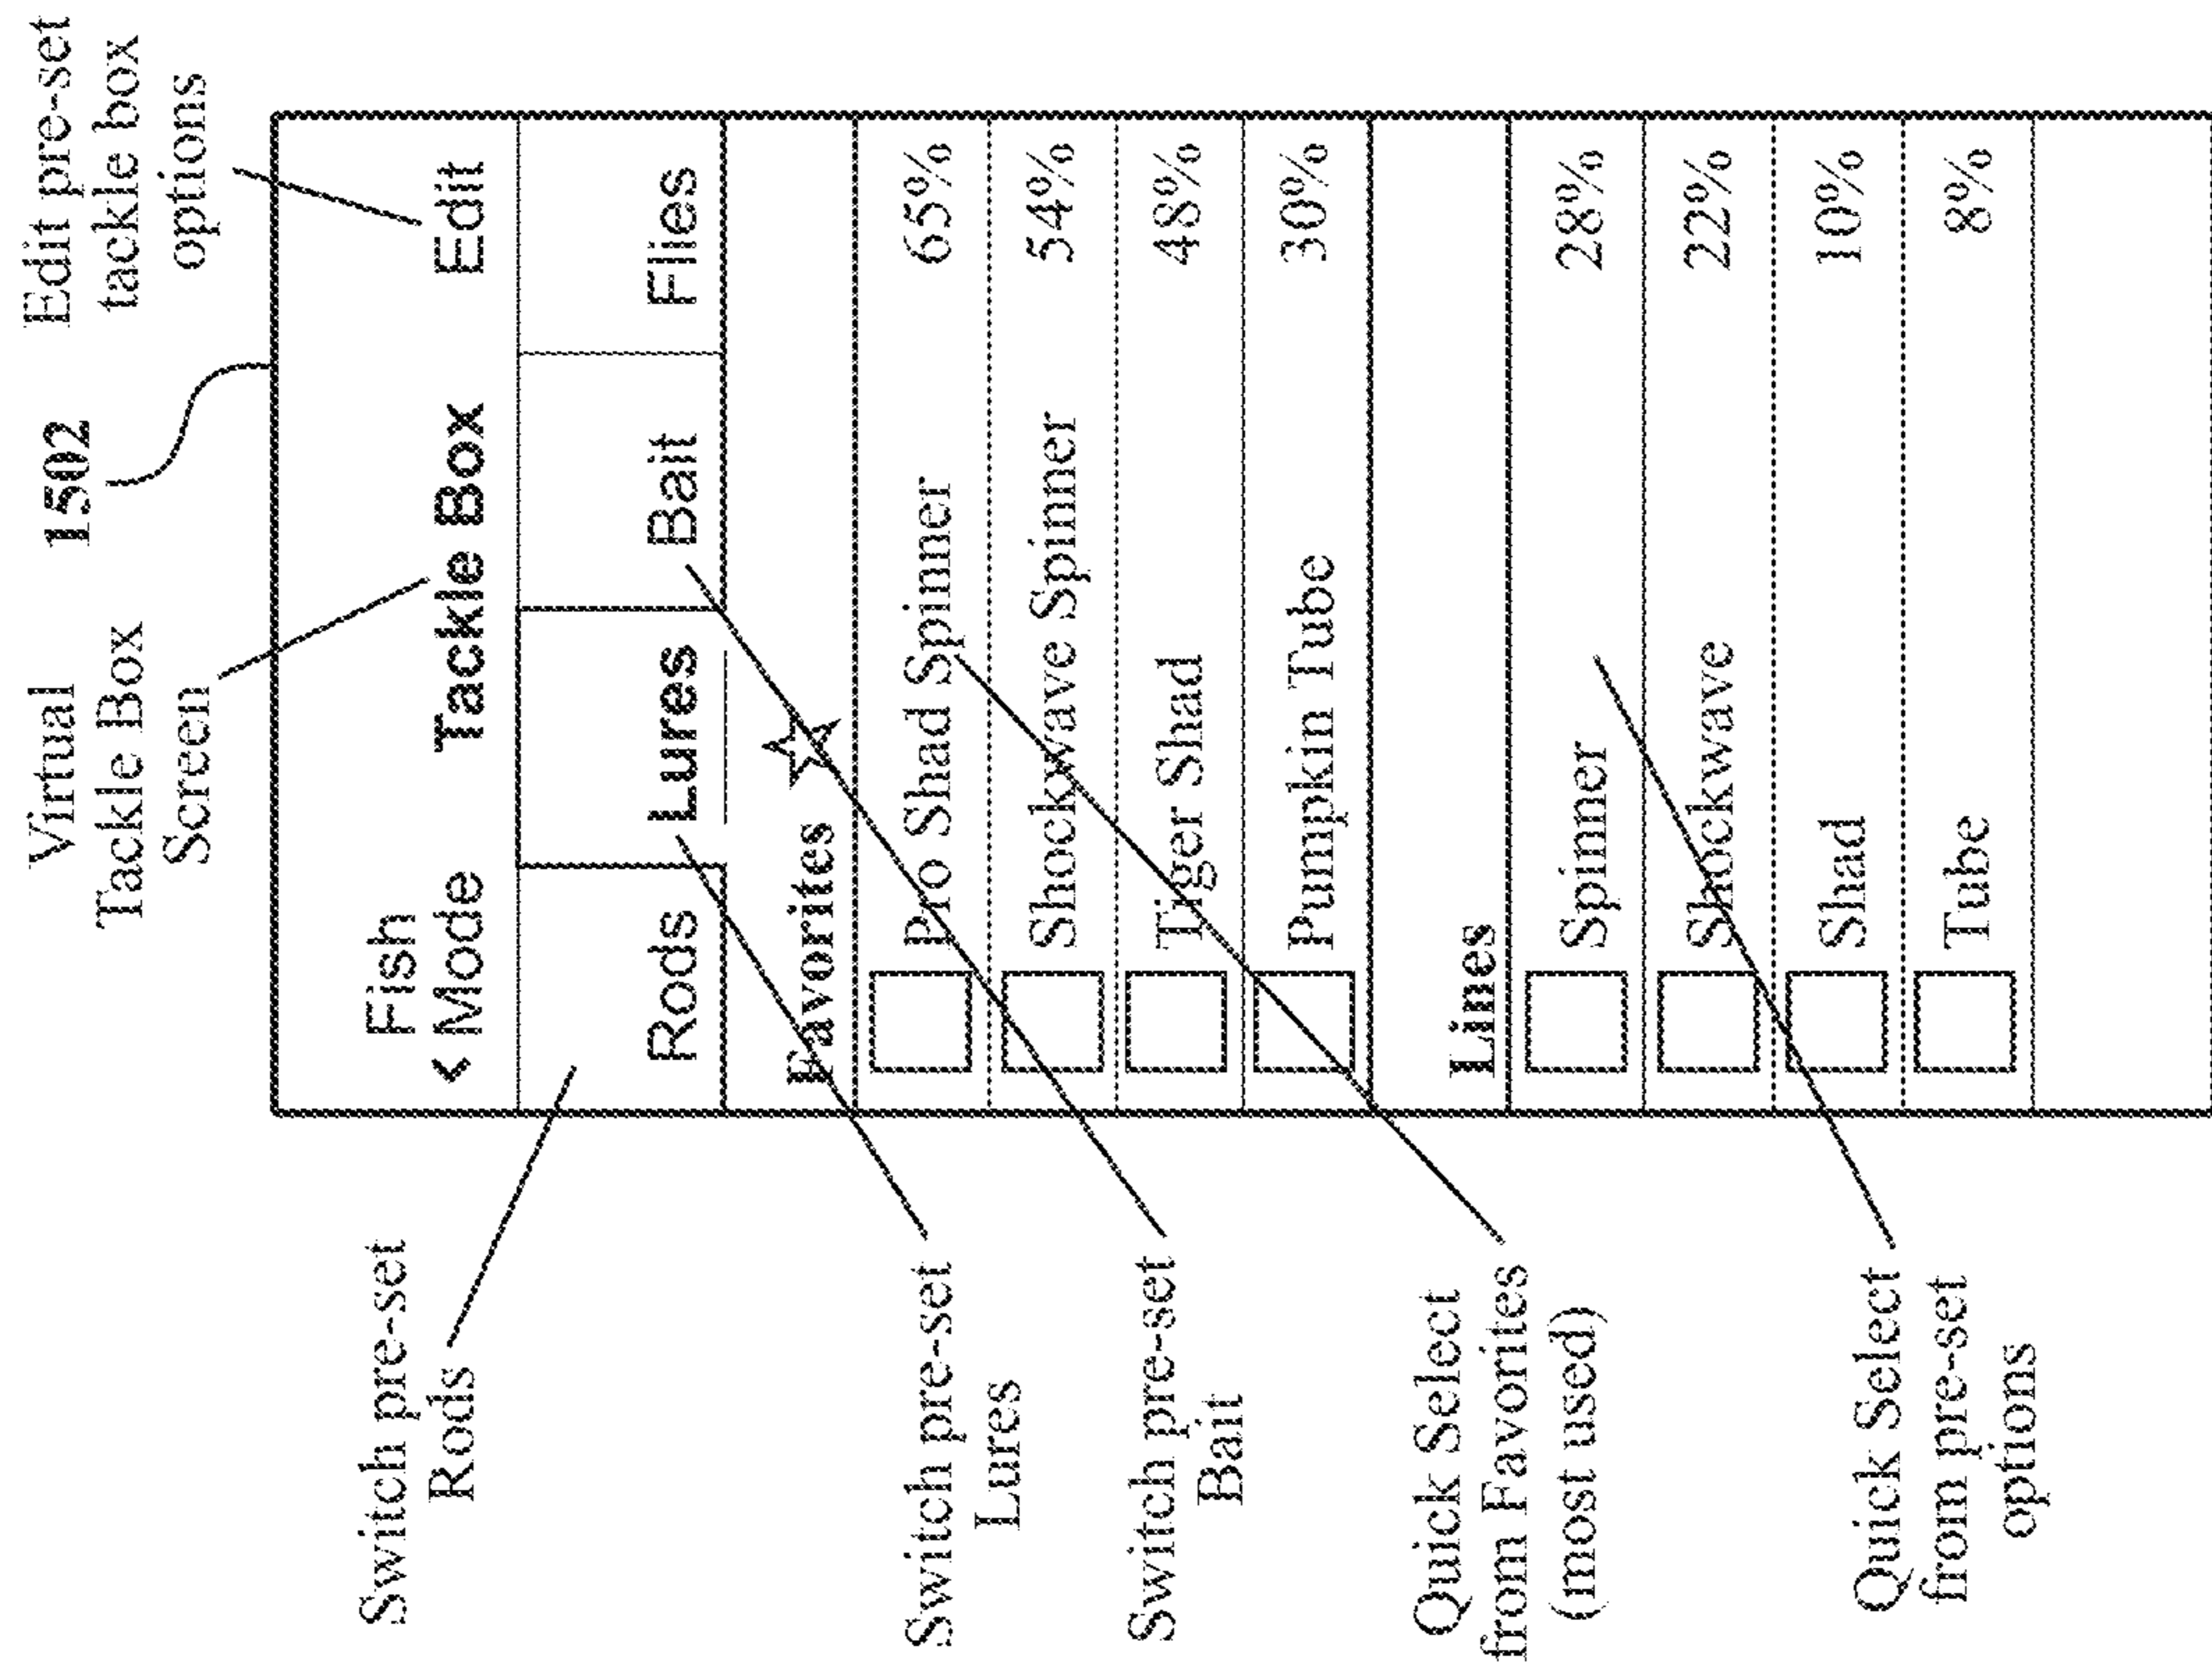 Virtual
Tackle Box
Screen
1502
Edit pre-set
tackle box
options
Fish
< Mode
Tackle Box
Edit
Rods
Lures
Bait
Flies
Favorites ☆
Pro Shad Spinner 65%
Shockwave Spinner 54%
Tiger Shad 48%
Pumpkin Tube 30%
Lines
Spinner 28%
Shockwave 22%
Shad 10%
Tube 8%
Switch pre-set
Rods
Switch pre-set
Lures
Switch pre-set
Bait
Quick Select
from Favorites
(most used)
Quick Select
from pre-set
options